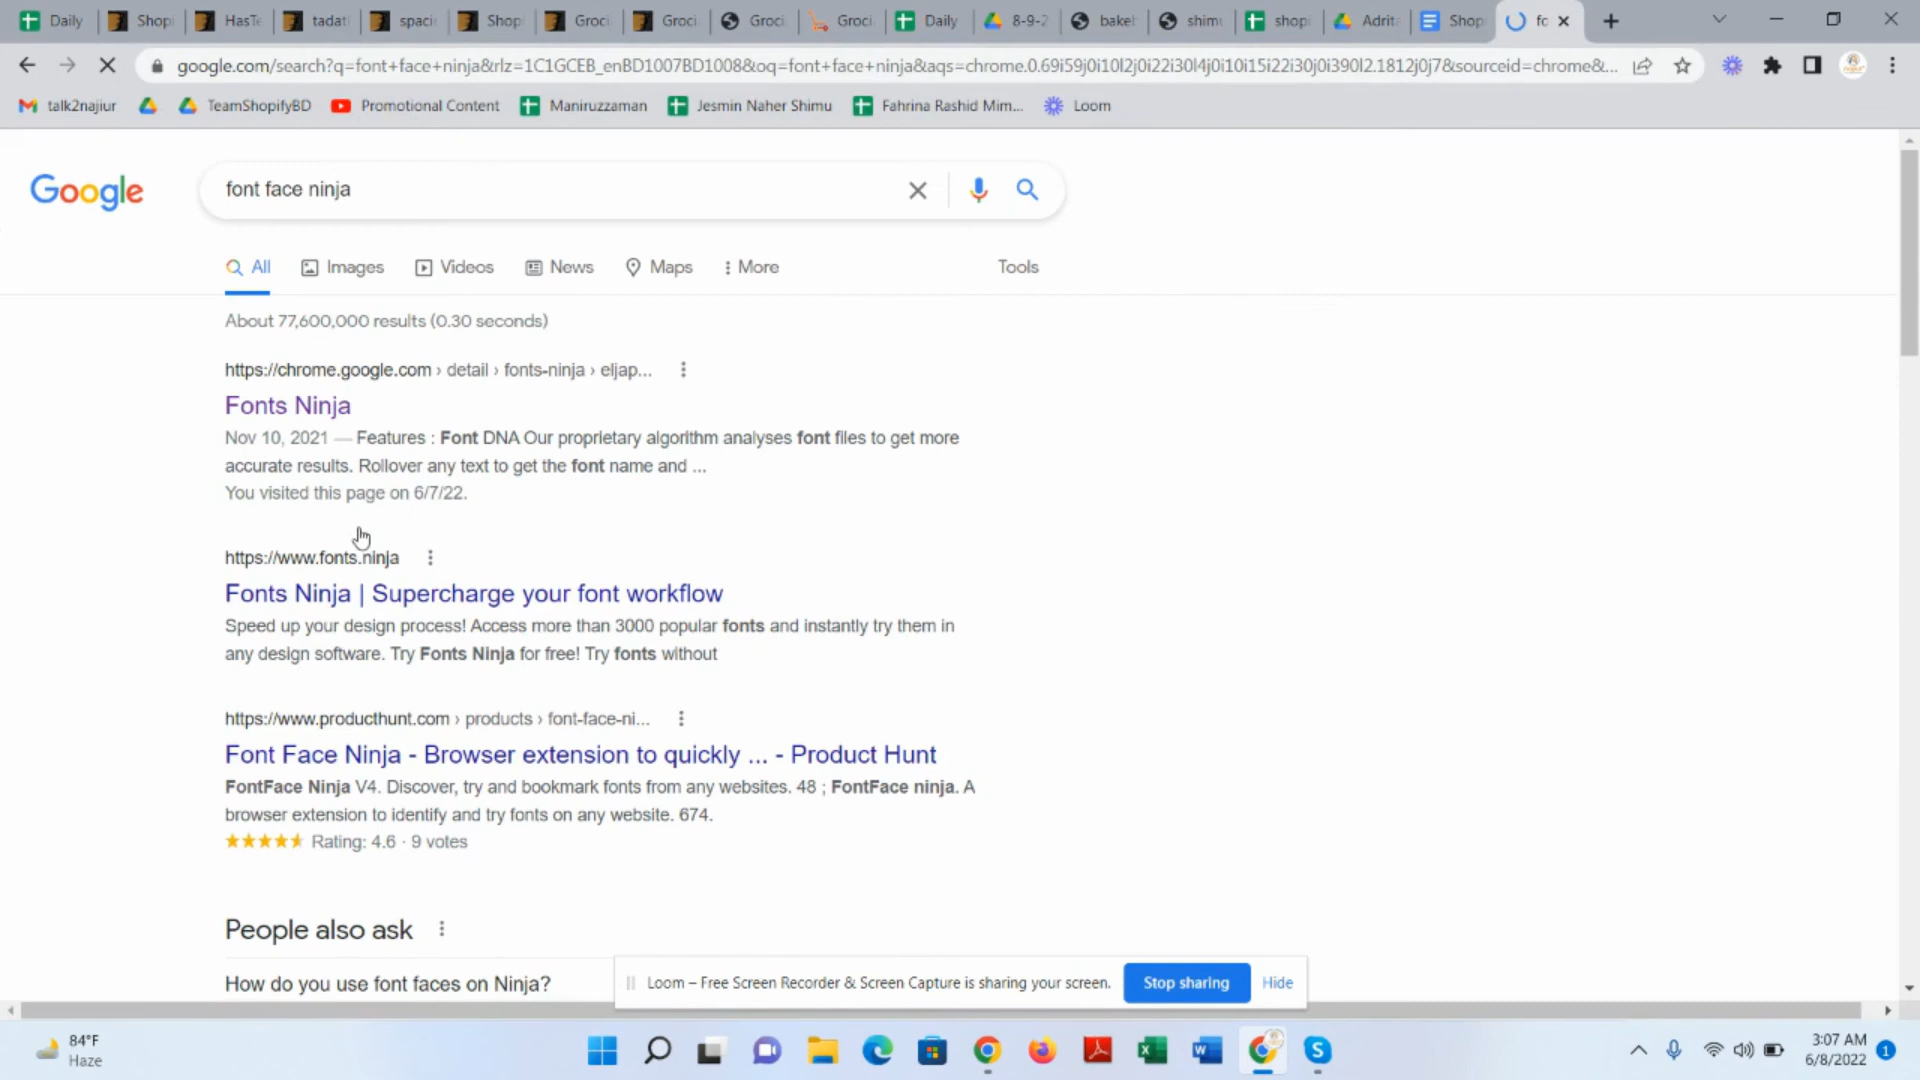 Daily
Shopi
HasTe
tadati
spaci
Shop
Groci
Groci
Groci
Groci
Daily
8-9-2
bakel
shimu
shopi
Adrita
Shop
fo
google.com/search?q=font+face+ninja&rlz=1C1GCEB_enBD1007BD1008&oq=font+face+ninja&aqs=chrome.0.69i59j0i10l2j0i22i30l4j0i10i15i22i30j0i390l2.1812j0j7&sourceid=chrome&...
talk2najiur
TeamShopifyBD
Promotional Content
Maniruzzaman
Jesmin Naher Shimu
Fahrina Rashid Mim...
Loom
Google
font face ninja
All
Images
Videos
News
Maps
More
Tools
About 77,600,000 results (0.30 seconds)
https://chrome.google.com › detail › fonts-ninja › eljap...
Fonts Ninja
Nov 10, 2021 — Features : Font DNA Our proprietary algorithm analyses font files to get more
accurate results. Rollover any text to get the font name and ...
You visited this page on 6/7/22.
https://www.fonts.ninja
Fonts Ninja | Supercharge your font workflow
Speed up your design process! Access more than 3000 popular fonts and instantly try them in
any design software. Try Fonts Ninja for free! Try fonts without
https://www.producthunt.com › products › font-face-ni...
Font Face Ninja - Browser extension to quickly ... - Product Hunt
FontFace Ninja V4. Discover, try and bookmark fonts from any websites. 48 ; FontFace ninja. A
browser extension to identify and try fonts on any website. 674.
Rating: 4.6 · 9 votes
People also ask
How do you use font faces on Ninja?
Loom – Free Screen Recorder & Screen Capture is sharing your screen.
Stop sharing
Hide
84°F
Haze
3:07 AM
6/8/2022
1